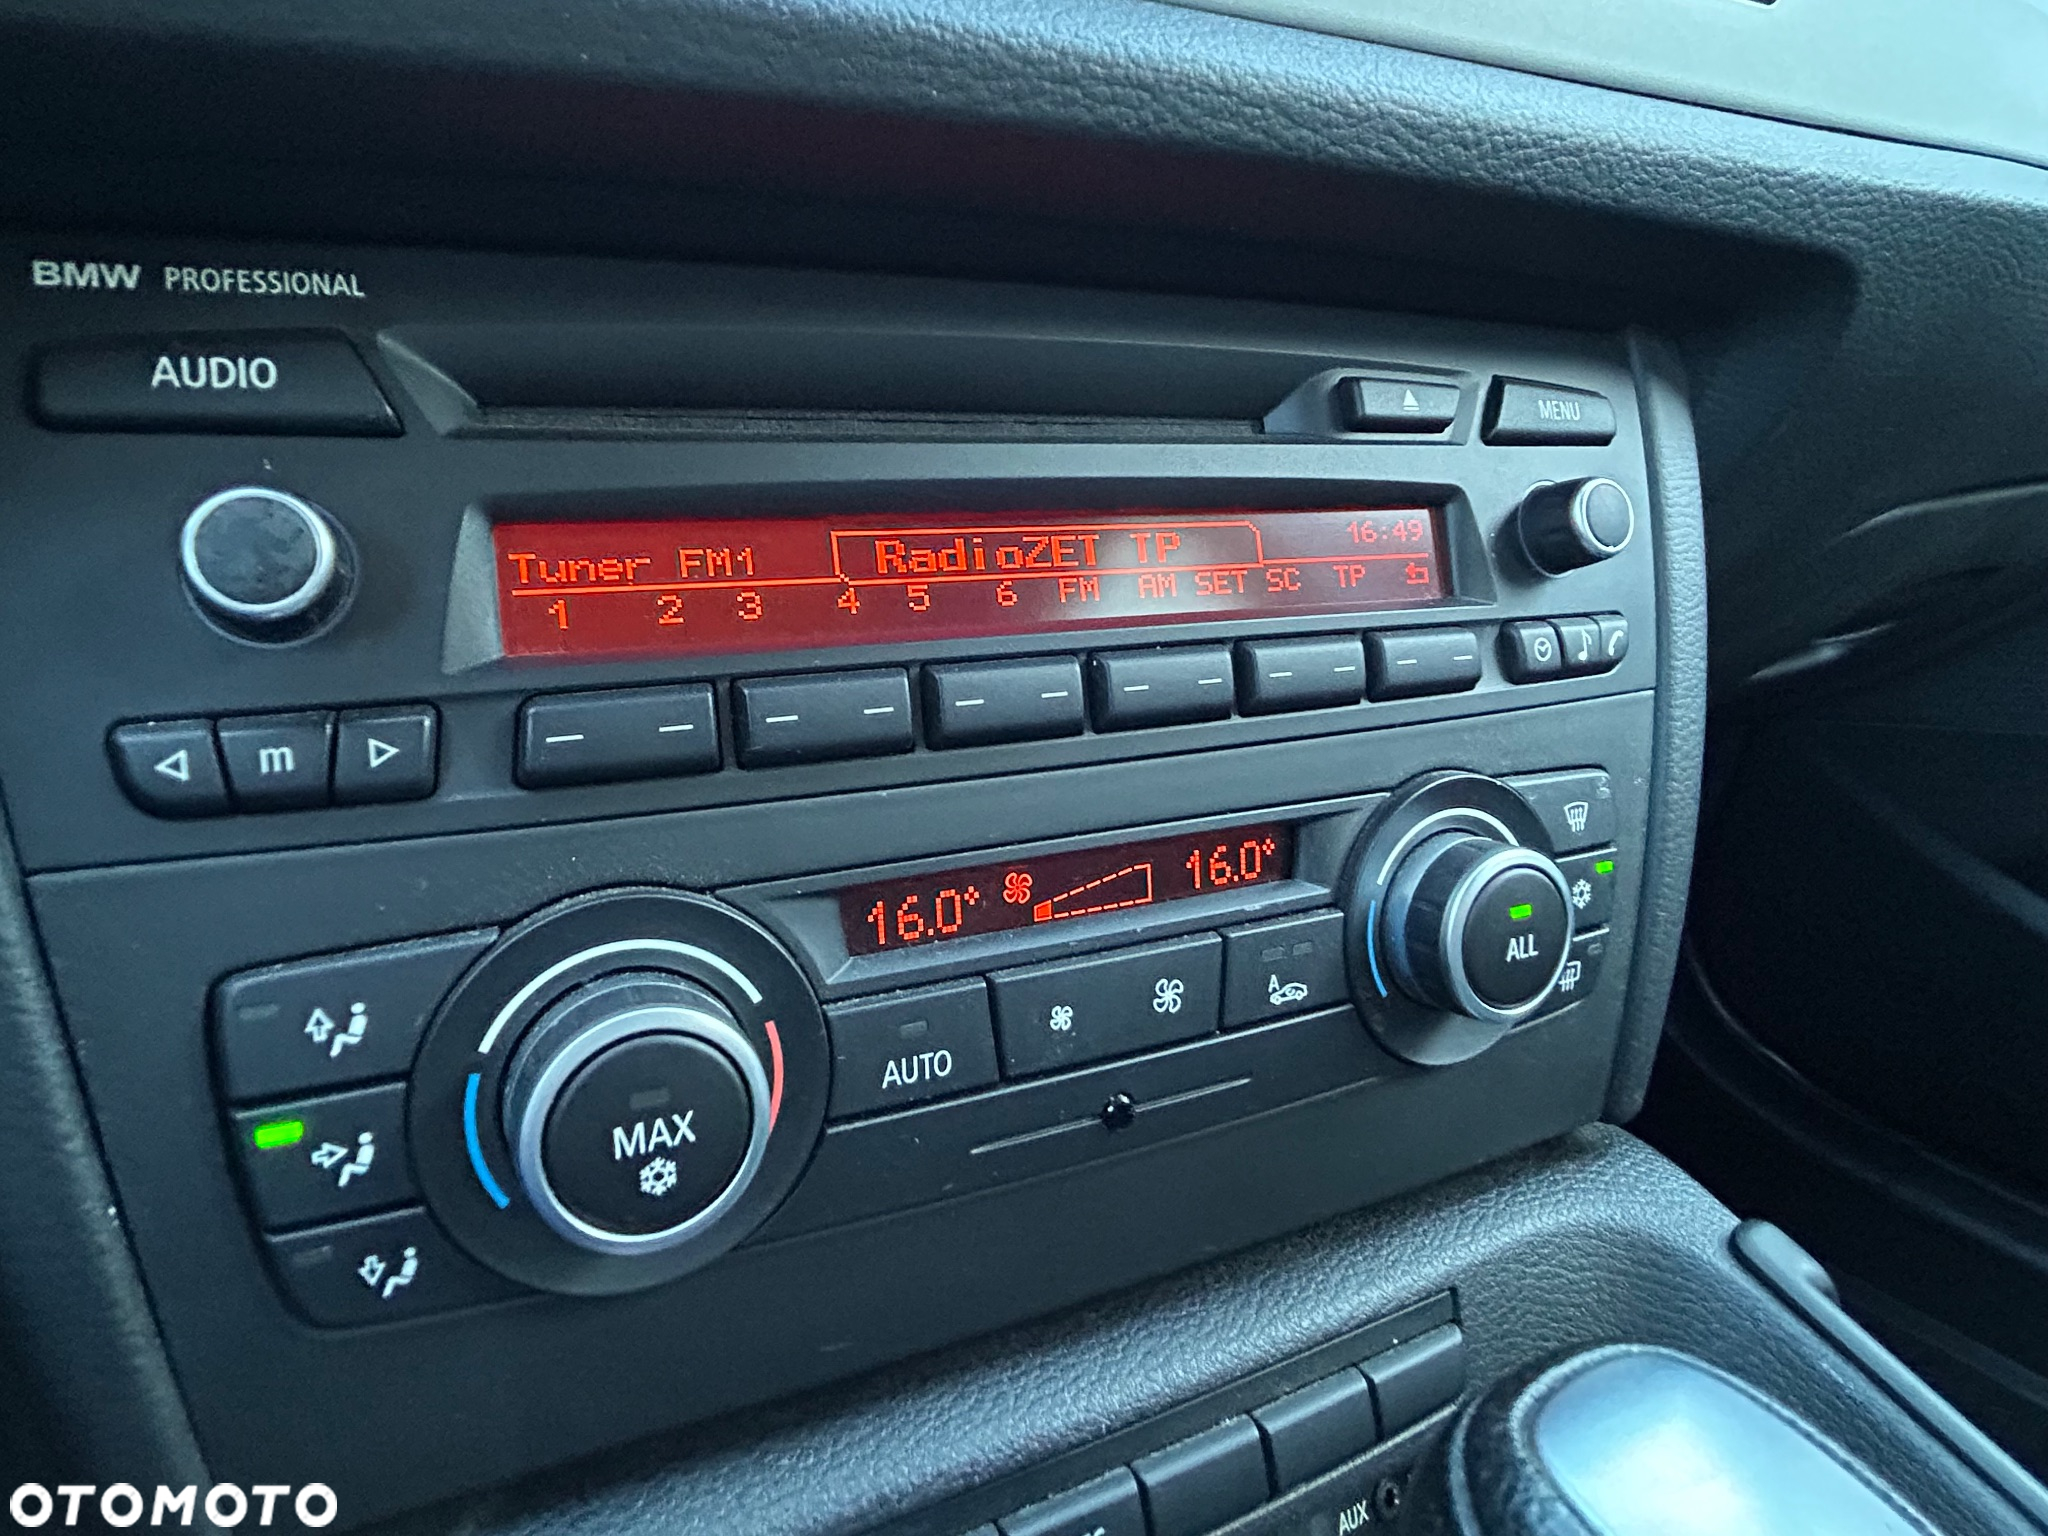 BMW PROFESSIONAL
AUDIO
MENU
Tuner FM1 RadioZET TP 16:49
1 2 3 4 5 6 FM AM SET SC TP
m
16.0° 16.0°
ALL
A
AUTO
MAX
AUX
OTOMOTO